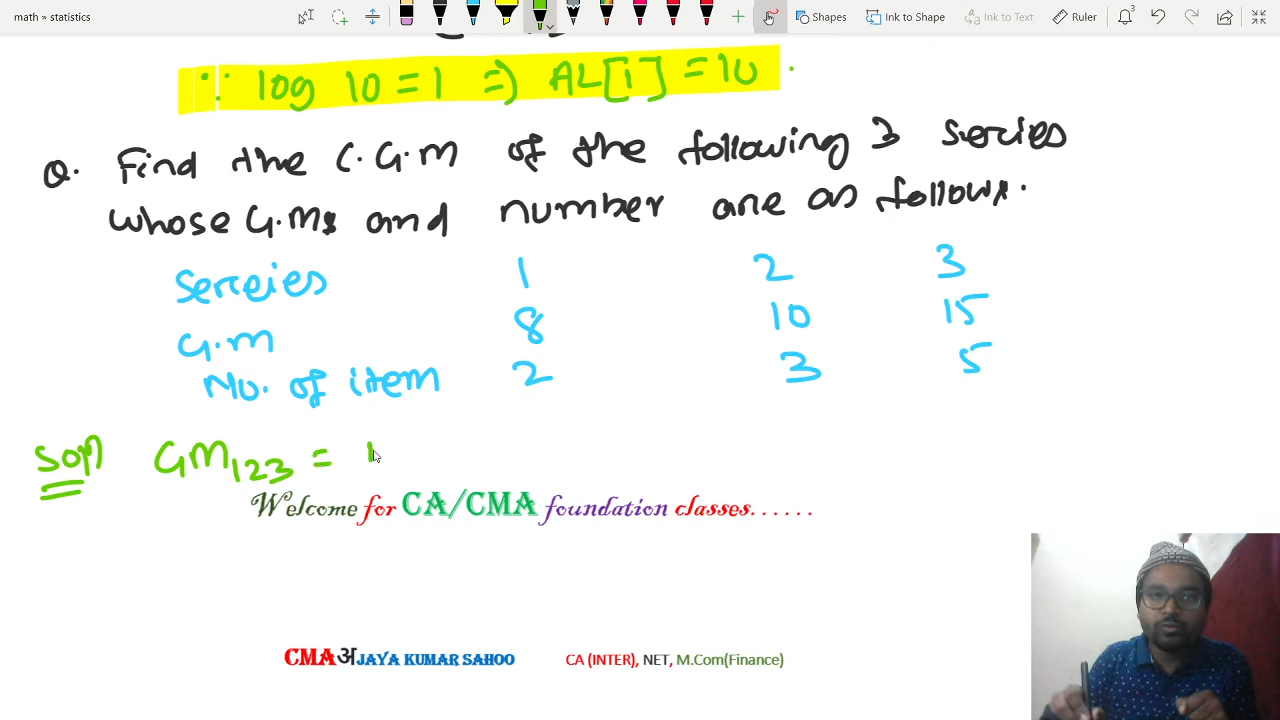 math » statistics
Shapes Ink to Shape Ink to Text Ruler
∵ log 10 = 1 ⇒ AL[1] = 10.
Q. Find the C.G.M of the following 3 series
whose G.Ms and number are as follows.
Sereies 1 2 3
G.M 8 10 15
No. of item 2 3 5
Soln GM123 =
Welcome for CA/CMA foundation classes......
CMA अJAYA KUMAR SAHOO CA (INTER), NET, M.Com(Finance)